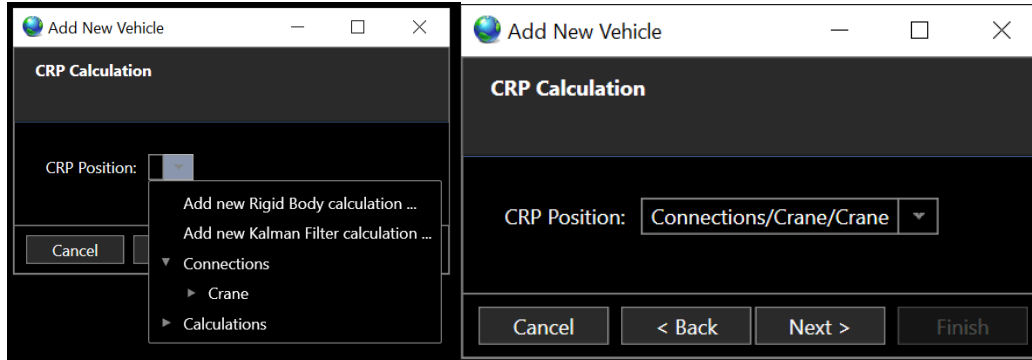 Add New Vehicle
CRP Calculation
CRP Position:
Add new Rigid Body calculation ...
Add new Kalman Filter calculation ...
Connections
Crane
Calculations
Cancel
Add New Vehicle
CRP Calculation
CRP Position: Connections/Crane/Crane
Cancel < Back Next > Finish